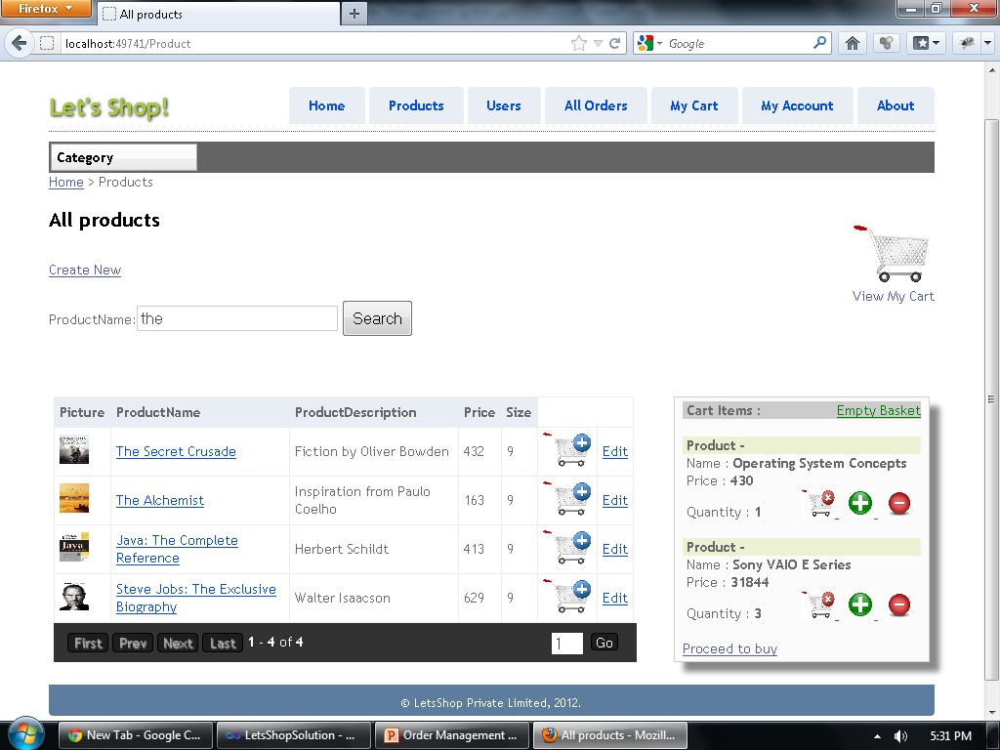 Firefox
All products
localhost:49741/Product
Google
Let's Shop!
Home Products Users All Orders My Cart My Account About
Category
Home > Products
All products
Create New
View My Cart
ProductName: the Search
Picture ProductName ProductDescription Price Size
The Secret Crusade Fiction by Oliver Bowden 432 9 Edit
The Alchemist Inspiration from Paulo Coelho 163 9 Edit
Java: The Complete Reference Herbert Schildt 413 9 Edit
Steve Jobs: The Exclusive Biography Walter Isaacson 629 9 Edit
First Prev Next Last 1 - 4 of 4 1 Go
Cart Items : Empty Basket
Product -
Name : Operating System Concepts
Price : 430
Quantity : 1
Product -
Name : Sony VAIO E Series
Price : 31844
Quantity : 3
Proceed to buy
© LetsShop Private Limited, 2012.
New Tab - Google C... LetsShopSolution - ... Order Management ... All products - Mozill... 5:31 PM